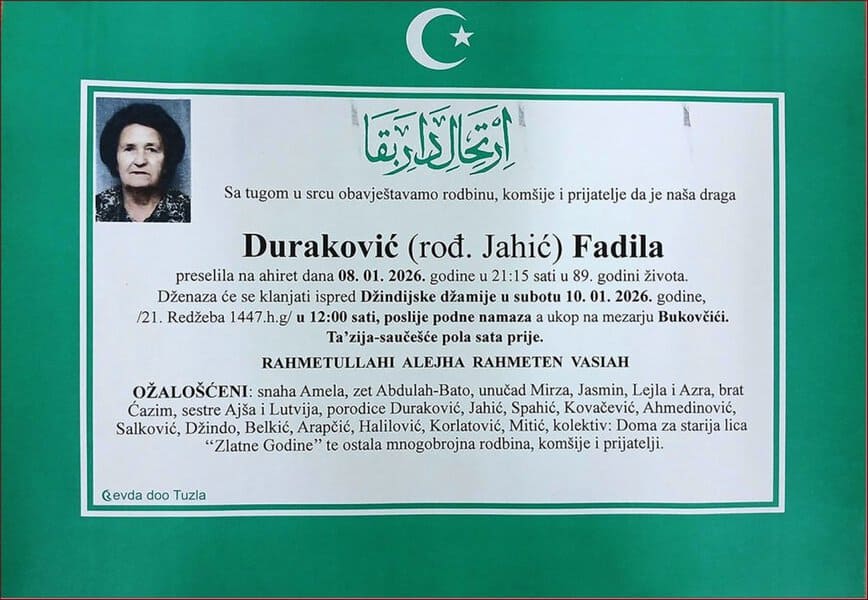 اِرْتِحَالِ دَارِ بَقَا
Sa tugom u srcu obavještavamo rodbinu, komšije i prijatelje da je naša draga
Duraković (rođ. Jahić) Fadila
preselila na ahiret dana 08. 01. 2026. godine u 21:15 sati u 89. godini života.
Dženaza će se klanjati ispred Džindijske džamije u subotu 10. 01. 2026. godine,
/21. Redžeba 1447.h.g/ u 12:00 sati, poslije podne namaza a ukop na mezarju Bukovčići.
Ta’zija-saučešće pola sata prije.
RAHMETULLAHI ALEJHA RAHMETEN VASIAH
OŽALOŠĆENI: snaha Amela, zet Abdulah-Bato, unučad Mirza, Jasmin, Lejla i Azra, brat
Ćazim, sestre Ajša i Lutvija, porodice Duraković, Jahić, Spahić, Kovačević, Ahmedinović,
Salković, Džindo, Belkić, Arapčić, Halilović, Korlatović, Mitić, kolektiv: Doma za starija lica
“Zlatne Godine” te ostala mnogobrojna rodbina, komšije i prijatelji.
evda doo Tuzla